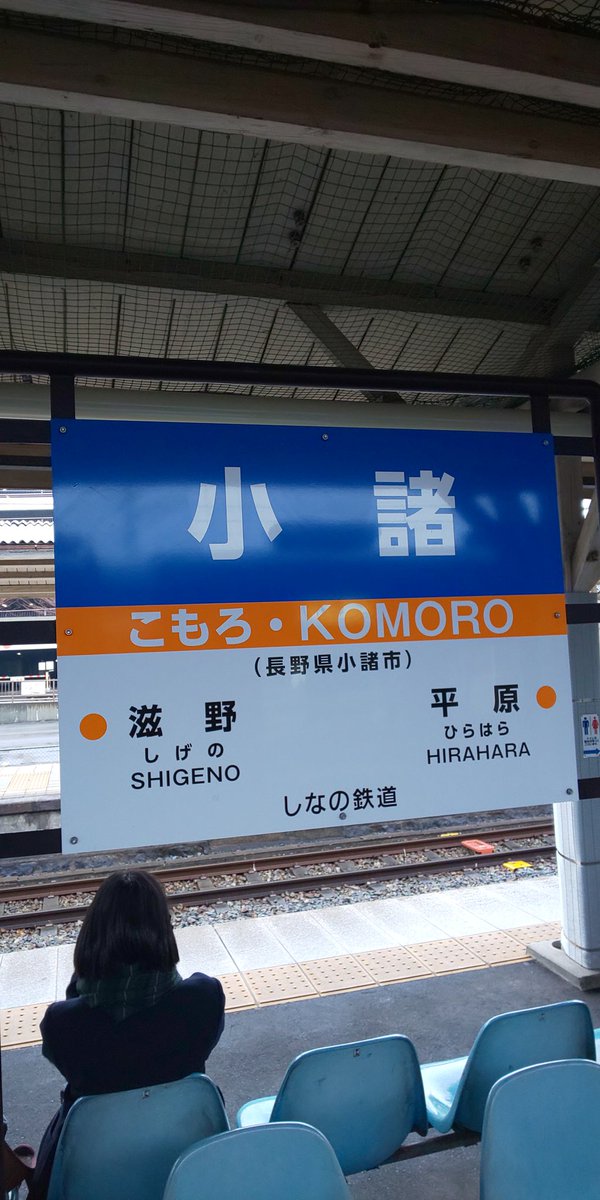 小諸
こもろ・KOMORO
（長野県小諸市）
滋野
しげの
SHIGENO
平原
ひらはら
HIRAHARA
しなの鉄道